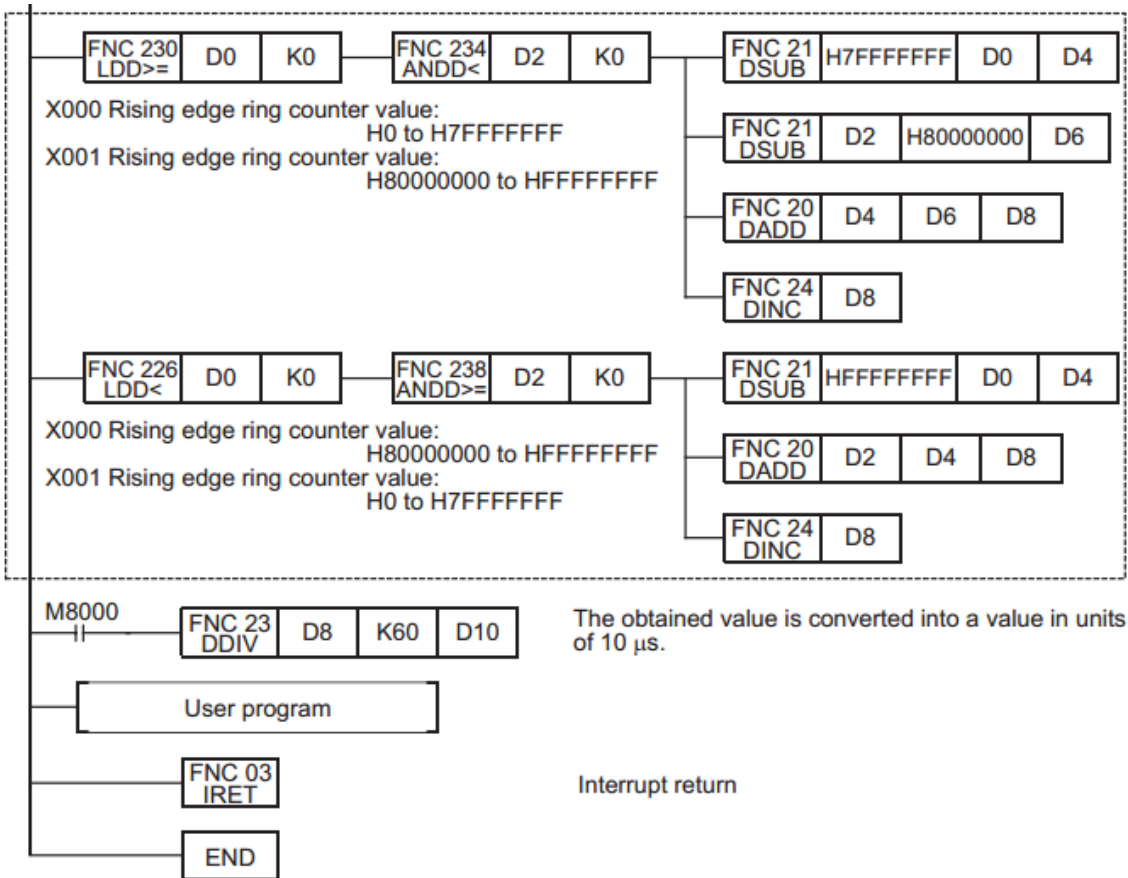 FNC 230 LDD>= D0 K0 FNC 234 ANDD< D2 K0 FNC 21 DSUB H7FFFFFFF D0 D4
X000 Rising edge ring counter value:
H0 to H7FFFFFFF
X001 Rising edge ring counter value:
H80000000 to HFFFFFFFF
FNC 21 DSUB D2 H80000000 D6
FNC 20 DADD D4 D6 D8
FNC 24 DINC D8
FNC 226 LDD< D0 K0 FNC 238 ANDD>= D2 K0 FNC 21 DSUB HFFFFFFFF D0 D4
X000 Rising edge ring counter value:
H80000000 to HFFFFFFFF
X001 Rising edge ring counter value:
H0 to H7FFFFFFF
FNC 20 DADD D2 D4 D8
FNC 24 DINC D8
M8000
FNC 23 DDIV D8 K60 D10
The obtained value is converted into a value in units
of 10 μs.
User program
FNC 03 IRET
Interrupt return
END